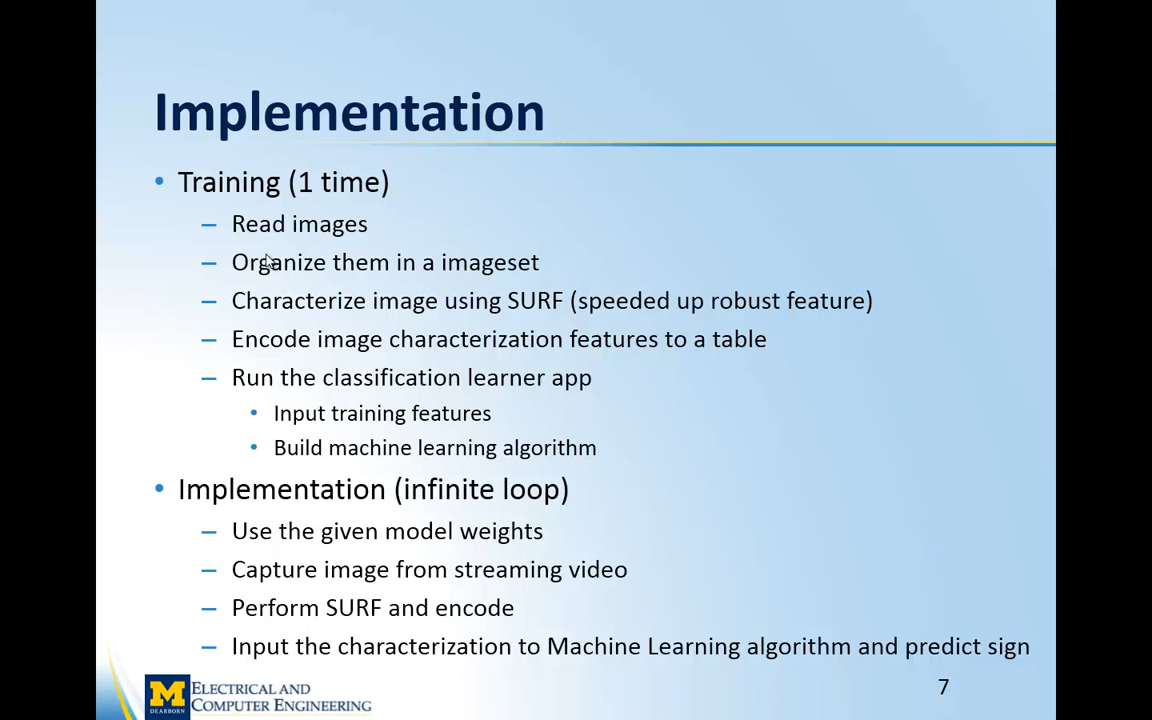 Implementation
• Training (1 time)
– Read images
– Organize them in a imageset
– Characterize image using SURF (speeded up robust feature)
– Encode image characterization features to a table
– Run the classification learner app
• Input training features
• Build machine learning algorithm
• Implementation (infinite loop)
– Use the given model weights
– Capture image from streaming video
– Perform SURF and encode
– Input the characterization to Machine Learning algorithm and predict sign
M
DEARBORN
ELECTRICAL AND
COMPUTER ENGINEERING
7